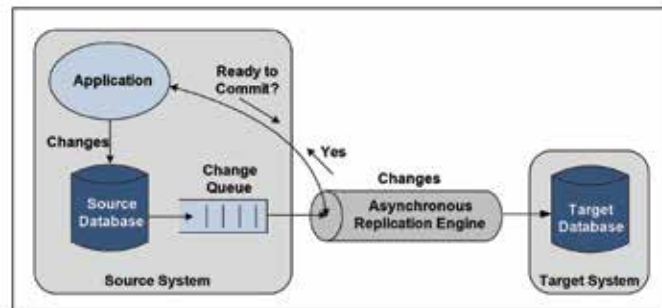 Application
Ready to
Commit?
Changes
Yes
Change
Queue
Changes
Source
Database
Asynchronous
Replication Engine
Target
Database
Source System
Target System